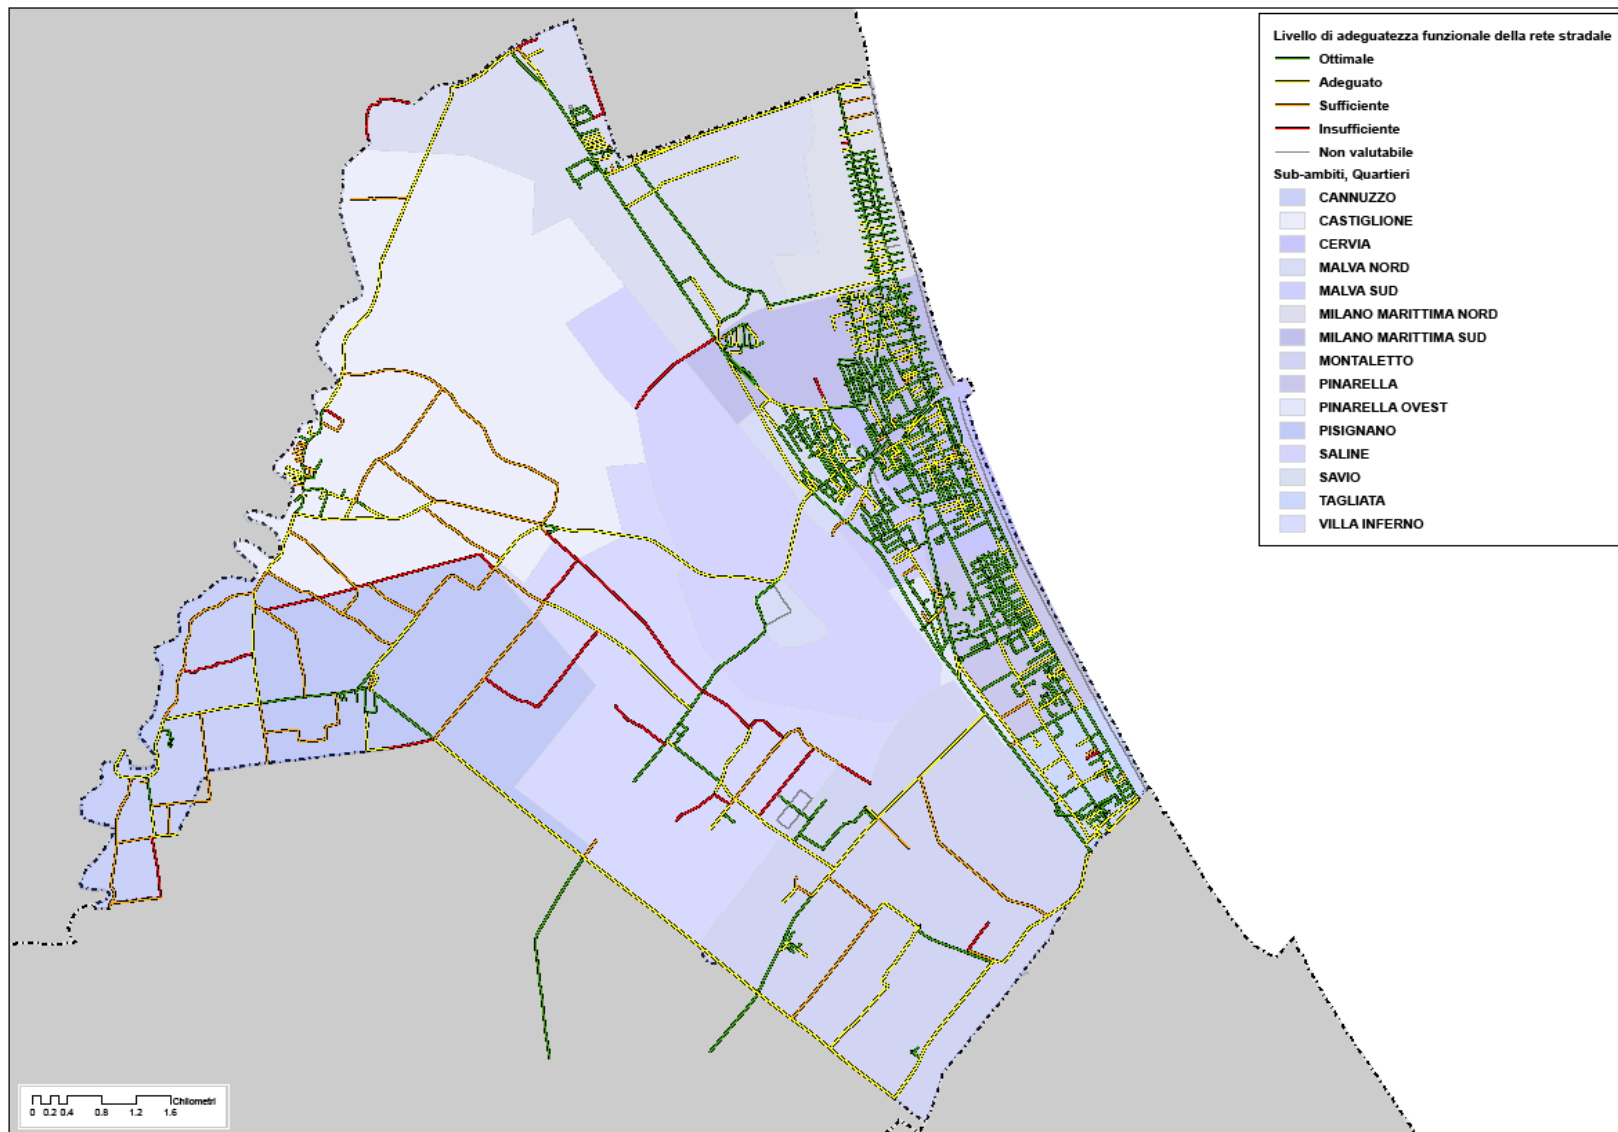 Livello di adeguatezza funzionale della rete stradale
Ottimale
Adeguato
Sufficiente
Insufficiente
Non valutabile
Sub-ambiti, Quartieri
CANNUZZO
CASTIGLIONE
CERVIA
MALVA NORD
MALVA SUD
MILANO MARITTIMA NORD
MILANO MARITTIMA SUD
MONTALETTO
PINARELLA
PINARELLA OVEST
PISIGNANO
SALINE
SAVIO
TAGLIATA
VILLA INFERNO
Chilometri
0 0.2 0.4 0.8 1.2 1.6